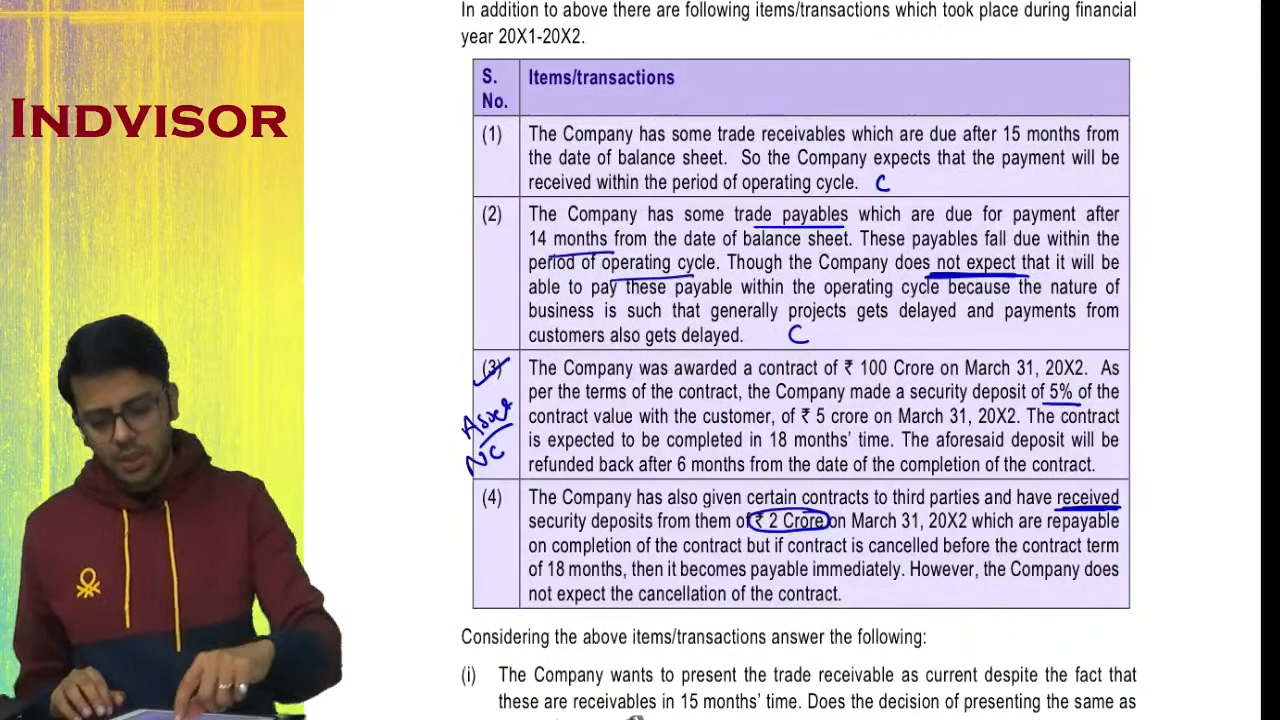 In addition to above there are following items/transactions which took place during financial
year 20X1-20X2.
INDVISOR
S. No. Items/transactions
(1) The Company has some trade receivables which are due after 15 months from
the date of balance sheet. So the Company expects that the payment will be
received within the period of operating cycle. C
(2) The Company has some trade payables which are due for payment after
14 months from the date of balance sheet. These payables fall due within the
period of operating cycle. Though the Company does not expect that it will be
able to pay these payable within the operating cycle because the nature of
business is such that generally projects gets delayed and payments from
customers also gets delayed. C
(3) The Company was awarded a contract of ₹ 100 Crore on March 31, 20X2. As
per the terms of the contract, the Company made a security deposit of 5% of the
contract value with the customer, of ₹ 5 crore on March 31, 20X2. The contract
is expected to be completed in 18 months' time. The aforesaid deposit will be
refunded back after 6 months from the date of the completion of the contract.
Asset
NC
(4) The Company has also given certain contracts to third parties and have received
security deposits from them of ₹ 2 Crore on March 31, 20X2 which are repayable
on completion of the contract but if contract is cancelled before the contract term
of 18 months, then it becomes payable immediately. However, the Company does
not expect the cancellation of the contract.
Considering the above items/transactions answer the following:
(i) The Company wants to present the trade receivable as current despite the fact that
these are receivables in 15 months' time. Does the decision of presenting the same as